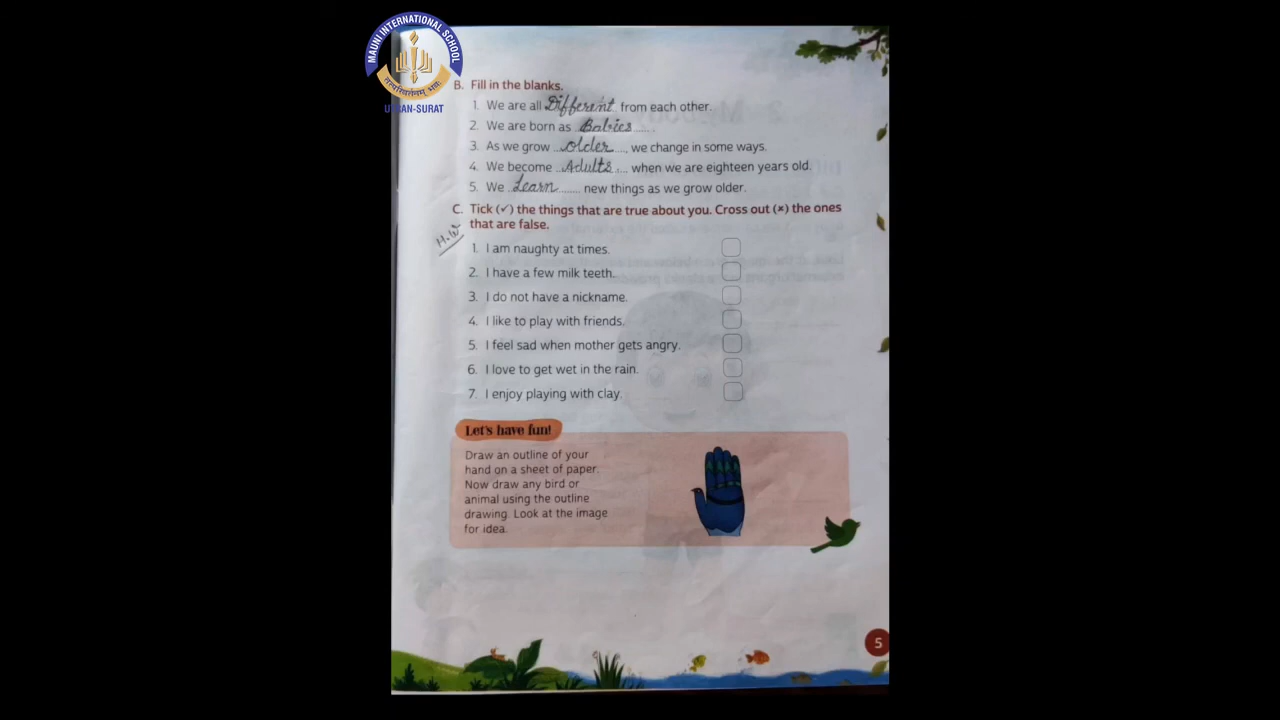 MAUNI INTERNATIONAL SCHOOL
UTRAN-SURAT
B. Fill in the blanks.
1. We are all Different from each other.
2. We are born as Babies .
3. As we grow older , we change in some ways.
4. We become Adults when we are eighteen years old.
5. We Learn new things as we grow older.
C. Tick (✓) the things that are true about you. Cross out (×) the ones
that are false.
H.W
1. I am naughty at times.
2. I have a few milk teeth.
3. I do not have a nickname.
4. I like to play with friends.
5. I feel sad when mother gets angry.
6. I love to get wet in the rain.
7. I enjoy playing with clay.
Let's have fun!
Draw an outline of your
hand on a sheet of paper.
Now draw any bird or
animal using the outline
drawing. Look at the image
for idea.
5